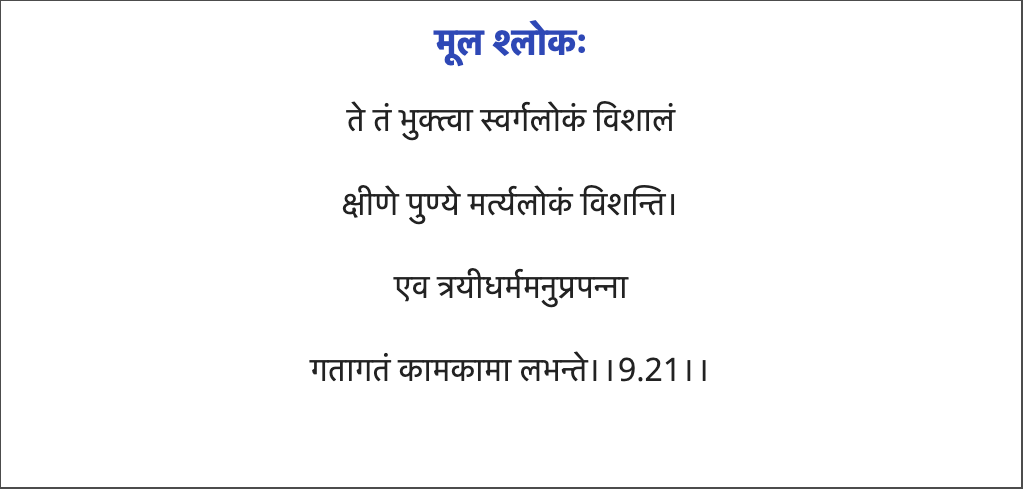 मूल श्लोकः
ते तं भुक्त्वा स्वर्गलोकं विशालं
क्षीणे पुण्ये मर्त्यलोकं विशन्ति।
एव त्रयीधर्ममनुप्रपन्ना
गतागतं कामकामा लभन्ते।।9.21।।